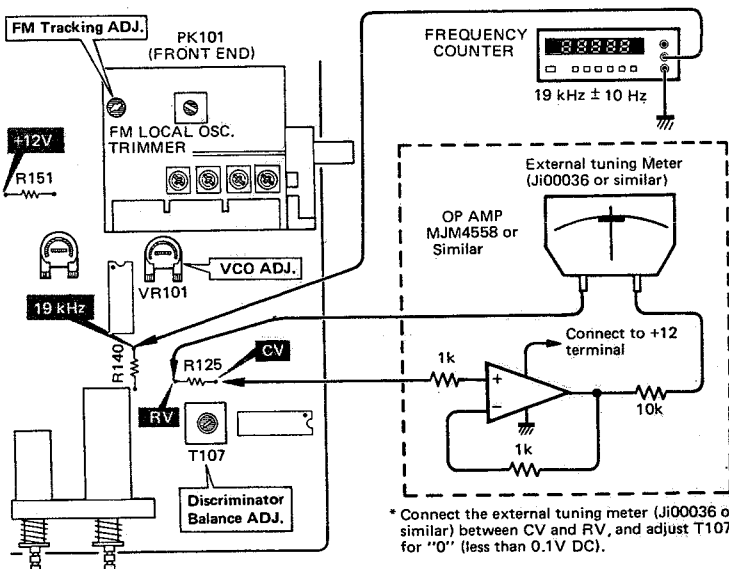 FM Tracking ADJ.
PK101
(FRONT END)
FREQUENCY
COUNTER
88888
19 kHz ± 10 Hz
FM LOCAL OSC.
TRIMMER
+12V
R151
VCO ADJ.
VR101
19 kHz
R140
R125
CV
RV
T107
Discriminator
Balance ADJ.
External tuning Meter
(Ji00036 or similar)
OP AMP
MJM4558 or
Similar
Connect to +12
terminal
1k
+
−
10k
1k
* Connect the external tuning meter (Ji00036 o
similar) between CV and RV, and adjust T107
for "0" (less than 0.1V DC).